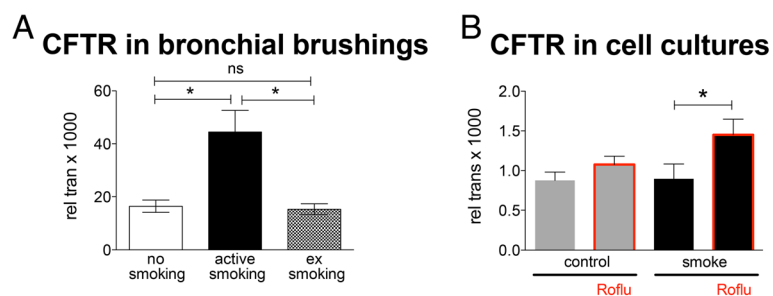 A CFTR in bronchial brushings
ns
*
*
60
40
20
0
rel tran x 1000
no smoking
active smoking
ex smoking
B CFTR in cell cultures
*
2.0
1.5
1.0
0.5
0.0
rel trans x 1000
control
smoke
Roflu
Roflu